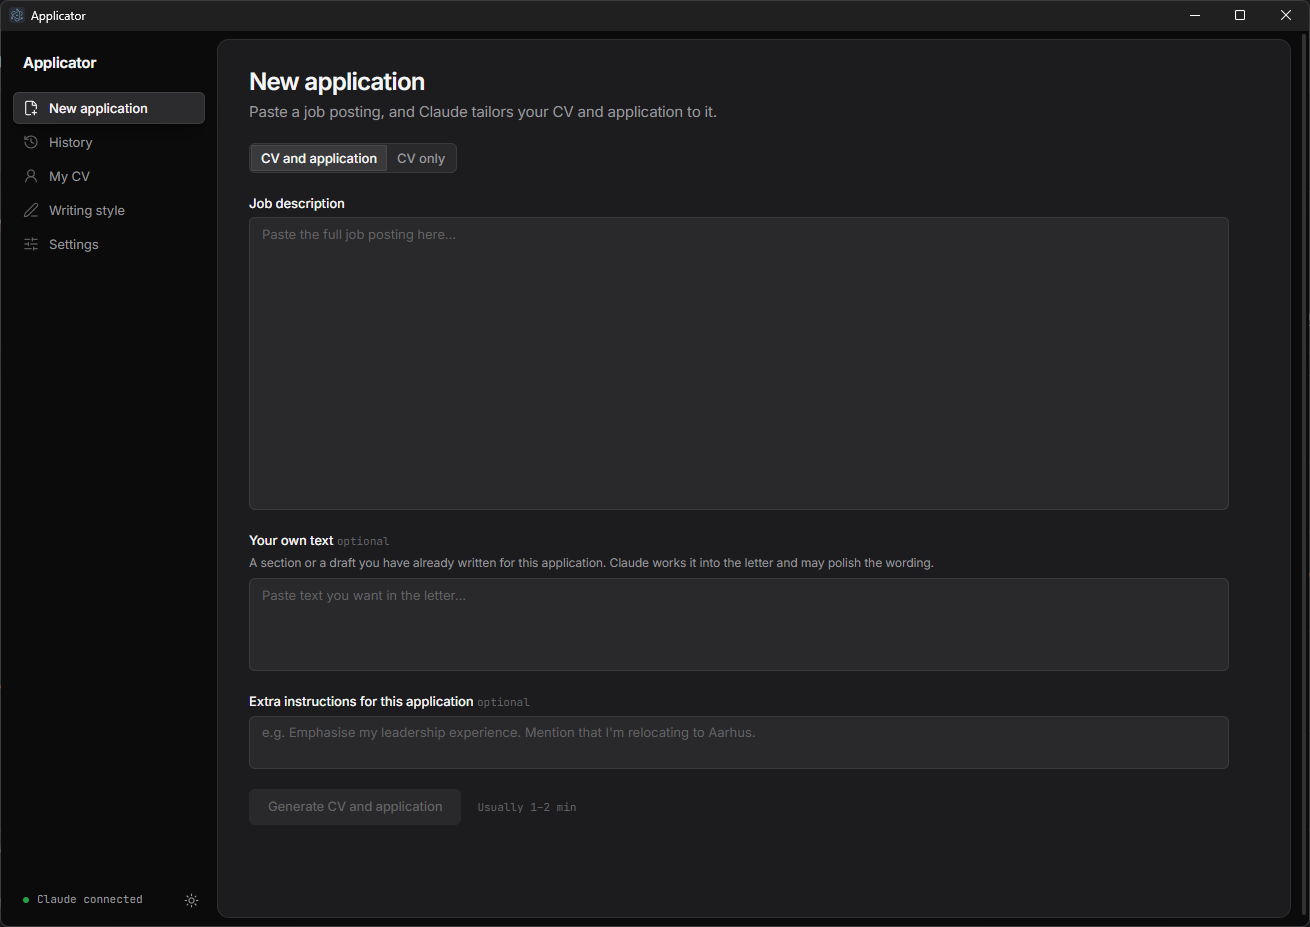 Applicator
Applicator
New application
History
My CV
Writing style
Settings
Claude connected
New application
Paste a job posting, and Claude tailors your CV and application to it.
CV and application CV only
Job description
Paste the full job posting here...
Your own text optional
A section or a draft you have already written for this application. Claude works it into the letter and may polish the wording.
Paste text you want in the letter...
Extra instructions for this application optional
e.g. Emphasise my leadership experience. Mention that I'm relocating to Aarhus.
Generate CV and application Usually 1–2 min